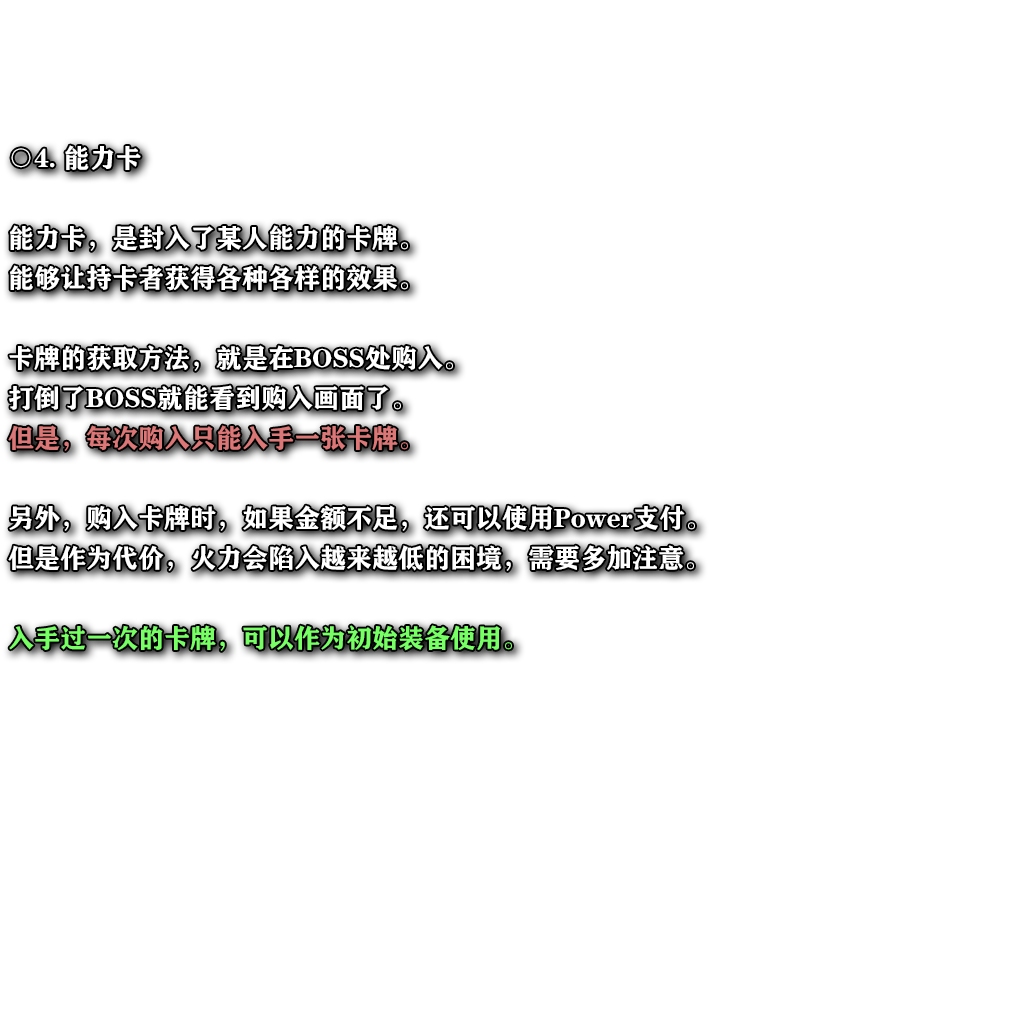 ◎4. 能力卡
能力卡，是封入了某人能力的卡牌。
能够让持卡者获得各种各样的效果。
卡牌的获取方法，就是在BOSS处购入。
打倒了BOSS就能看到购入画面了。
但是，每次购入只能入手一张卡牌。
另外，购入卡牌时，如果金额不足，还可以使用Power支付。
但是作为代价，火力会陷入越来越低的困境，需要多加注意。
入手过一次的卡牌，可以作为初始装备使用。